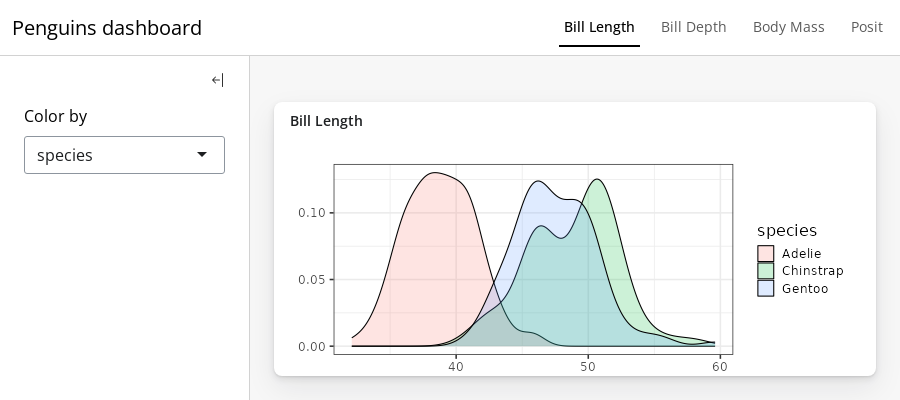 Penguins dashboard
Bill Length
Bill Depth
Body Mass
Posit
Color by
species
Bill Length
0.10
0.05
0.00
40
50
60
species
Adelie
Chinstrap
Gentoo